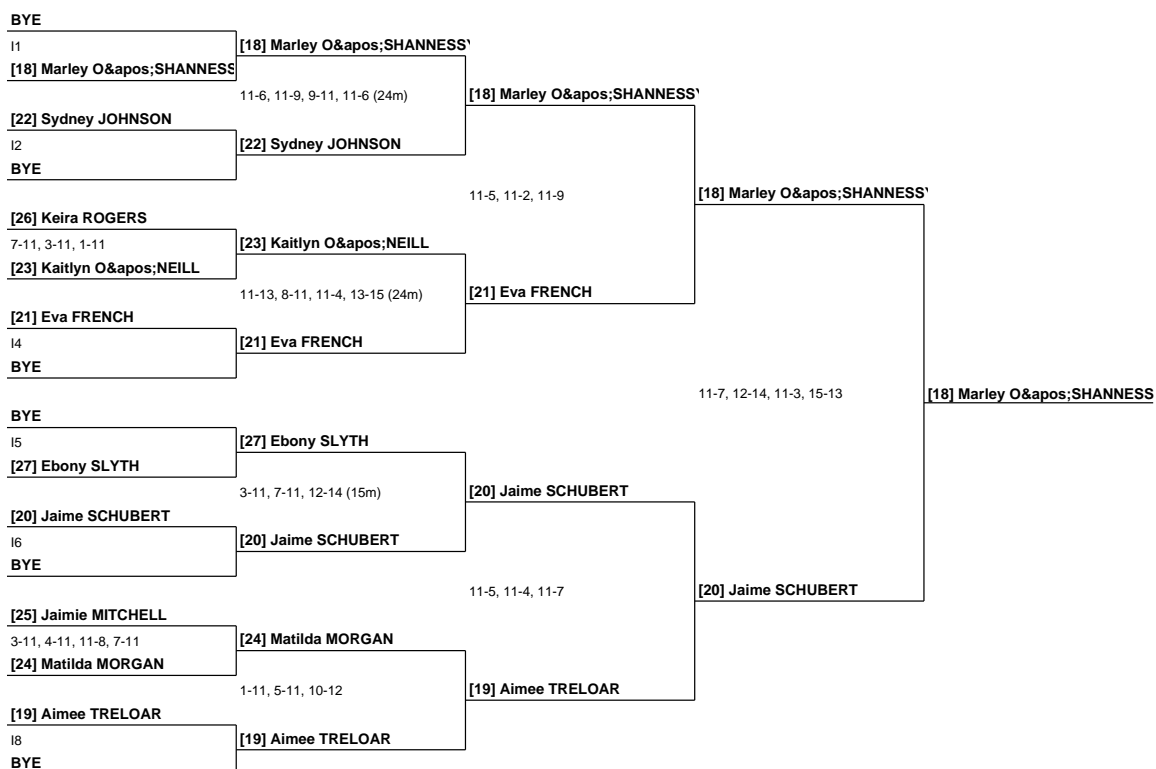 BYE
I1
[18] Marley O&apos;SHANNESS
[22] Sydney JOHNSON
I2
BYE
[26] Keira ROGERS
7-11, 3-11, 1-11
[23] Kaitlyn O&apos;NEILL
[21] Eva FRENCH
I4
BYE
BYE
I5
[27] Ebony SLYTH
[20] Jaime SCHUBERT
I6
BYE
[25] Jaimie MITCHELL
3-11, 4-11, 11-8, 7-11
[24] Matilda MORGAN
[19] Aimee TRELOAR
I8
BYE
[18] Marley O&apos;SHANNESSY
11-6, 11-9, 9-11, 11-6 (24m)
[22] Sydney JOHNSON
[23] Kaitlyn O&apos;NEILL
11-13, 8-11, 11-4, 13-15 (24m)
[21] Eva FRENCH
[27] Ebony SLYTH
3-11, 7-11, 12-14 (15m)
[20] Jaime SCHUBERT
[24] Matilda MORGAN
1-11, 5-11, 10-12
[19] Aimee TRELOAR
[18] Marley O&apos;SHANNESSY
11-5, 11-2, 11-9
[21] Eva FRENCH
[20] Jaime SCHUBERT
11-5, 11-4, 11-7
[19] Aimee TRELOAR
[18] Marley O&apos;SHANNESSY
11-7, 12-14, 11-3, 15-13
[20] Jaime SCHUBERT
[18] Marley O&apos;SHANNESS